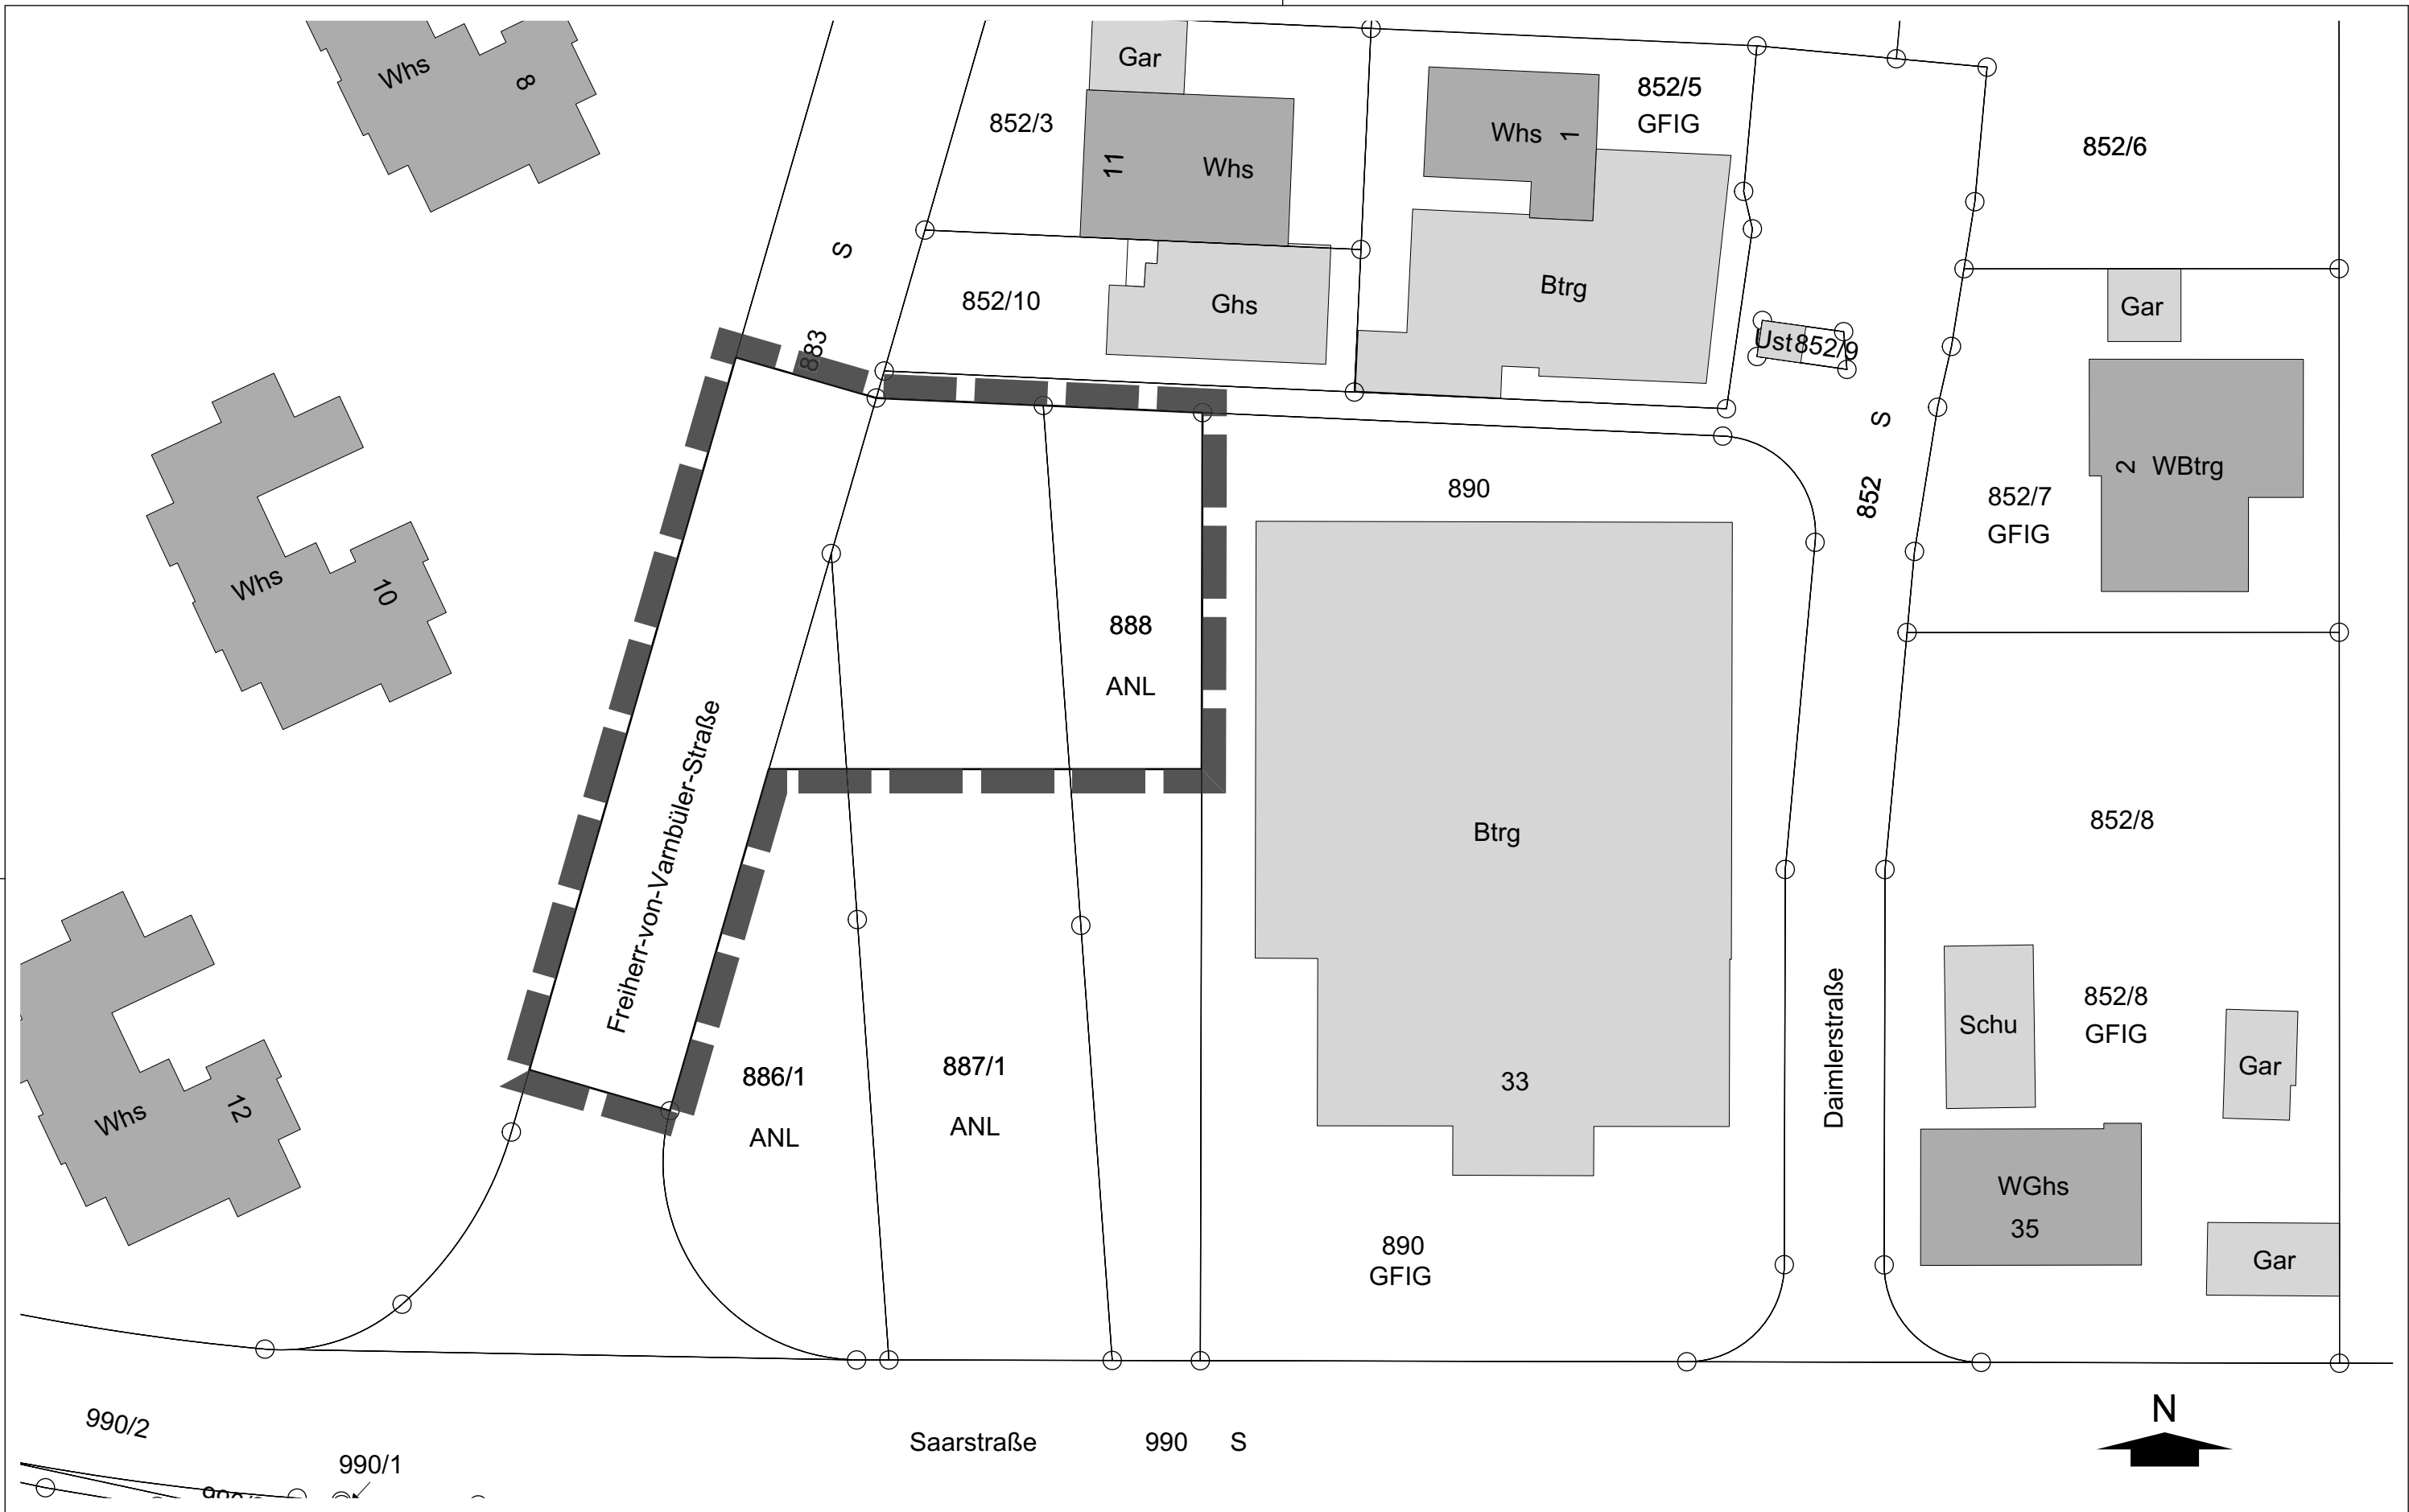 Whs
8
Gar
852/3
11
Whs
Whs
1
852/5
GFIG
852/6
S
883
852/10
Ghs
Btrg
Ust
852/9
Gar
S
852
2
WBtrg
852/7
GFIG
890
Whs
10
888
ANL
Freiherr-von-Varnbüler-Straße
Btrg
33
852/8
Daimlerstraße
Schu
852/8
GFIG
Gar
Whs
12
886/1
ANL
887/1
ANL
WGhs
35
890
GFIG
Gar
N
990/2
Saarstraße
990
S
990/1